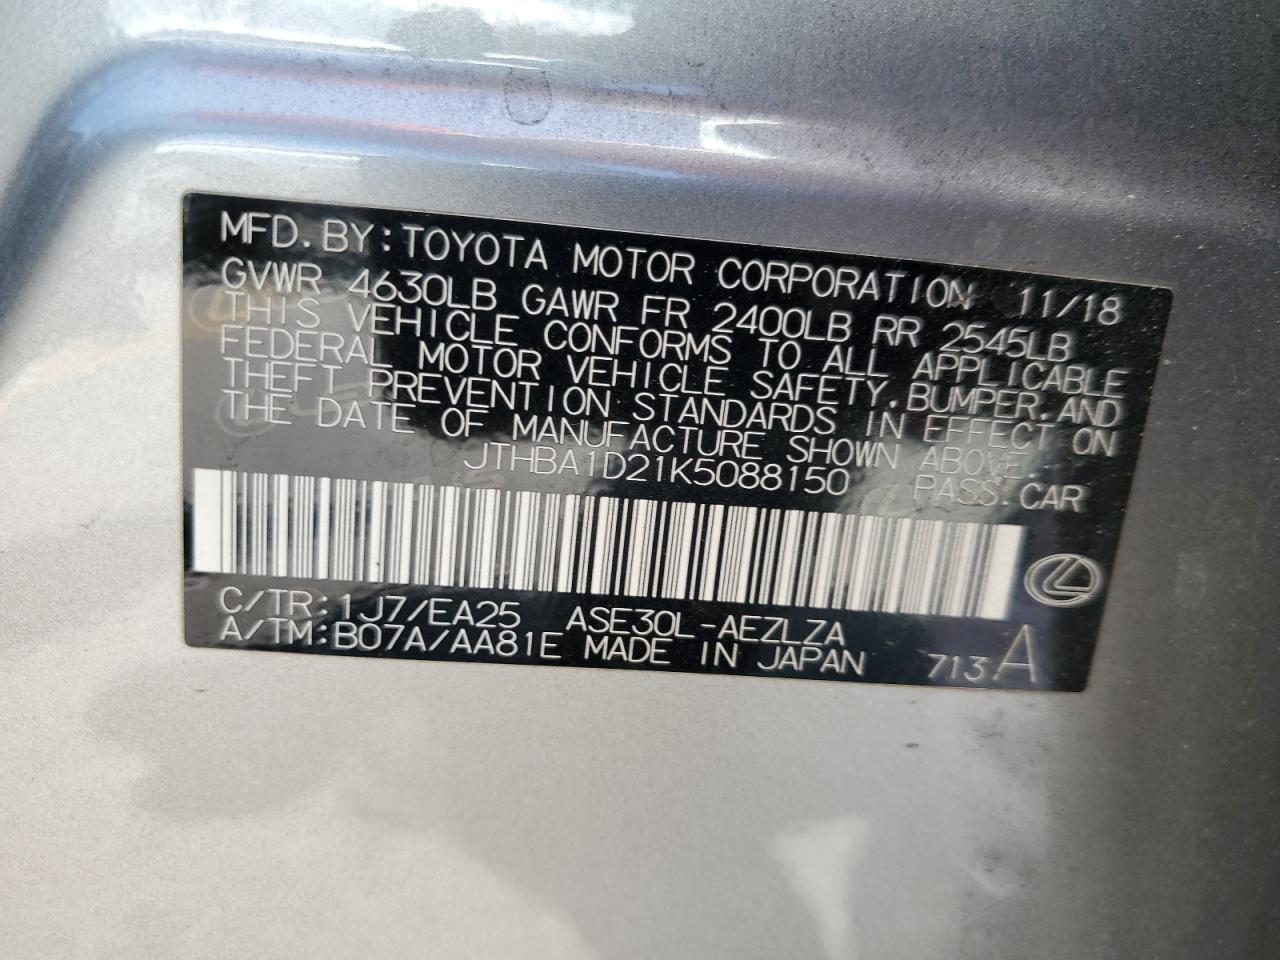 MFD. BY: TOYOTA MOTOR CORPORATION 11/18
GVWR 4630LB GAWR FR 2400LB RR 2545LB
THIS VEHICLE CONFORMS TO ALL APPLICABLE
FEDERAL MOTOR VEHICLE SAFETY, BUMPER, AND
THEFT PREVENTION STANDARDS IN EFFECT ON
THE DATE OF MANUFACTURE SHOWN ABOVE.
JTHBA1D21K5088150 PASS. CAR
C/TR: 1J7/EA25 ASE30L-AEZLZA
A/TM: B07A/AA81E MADE IN JAPAN 713 A